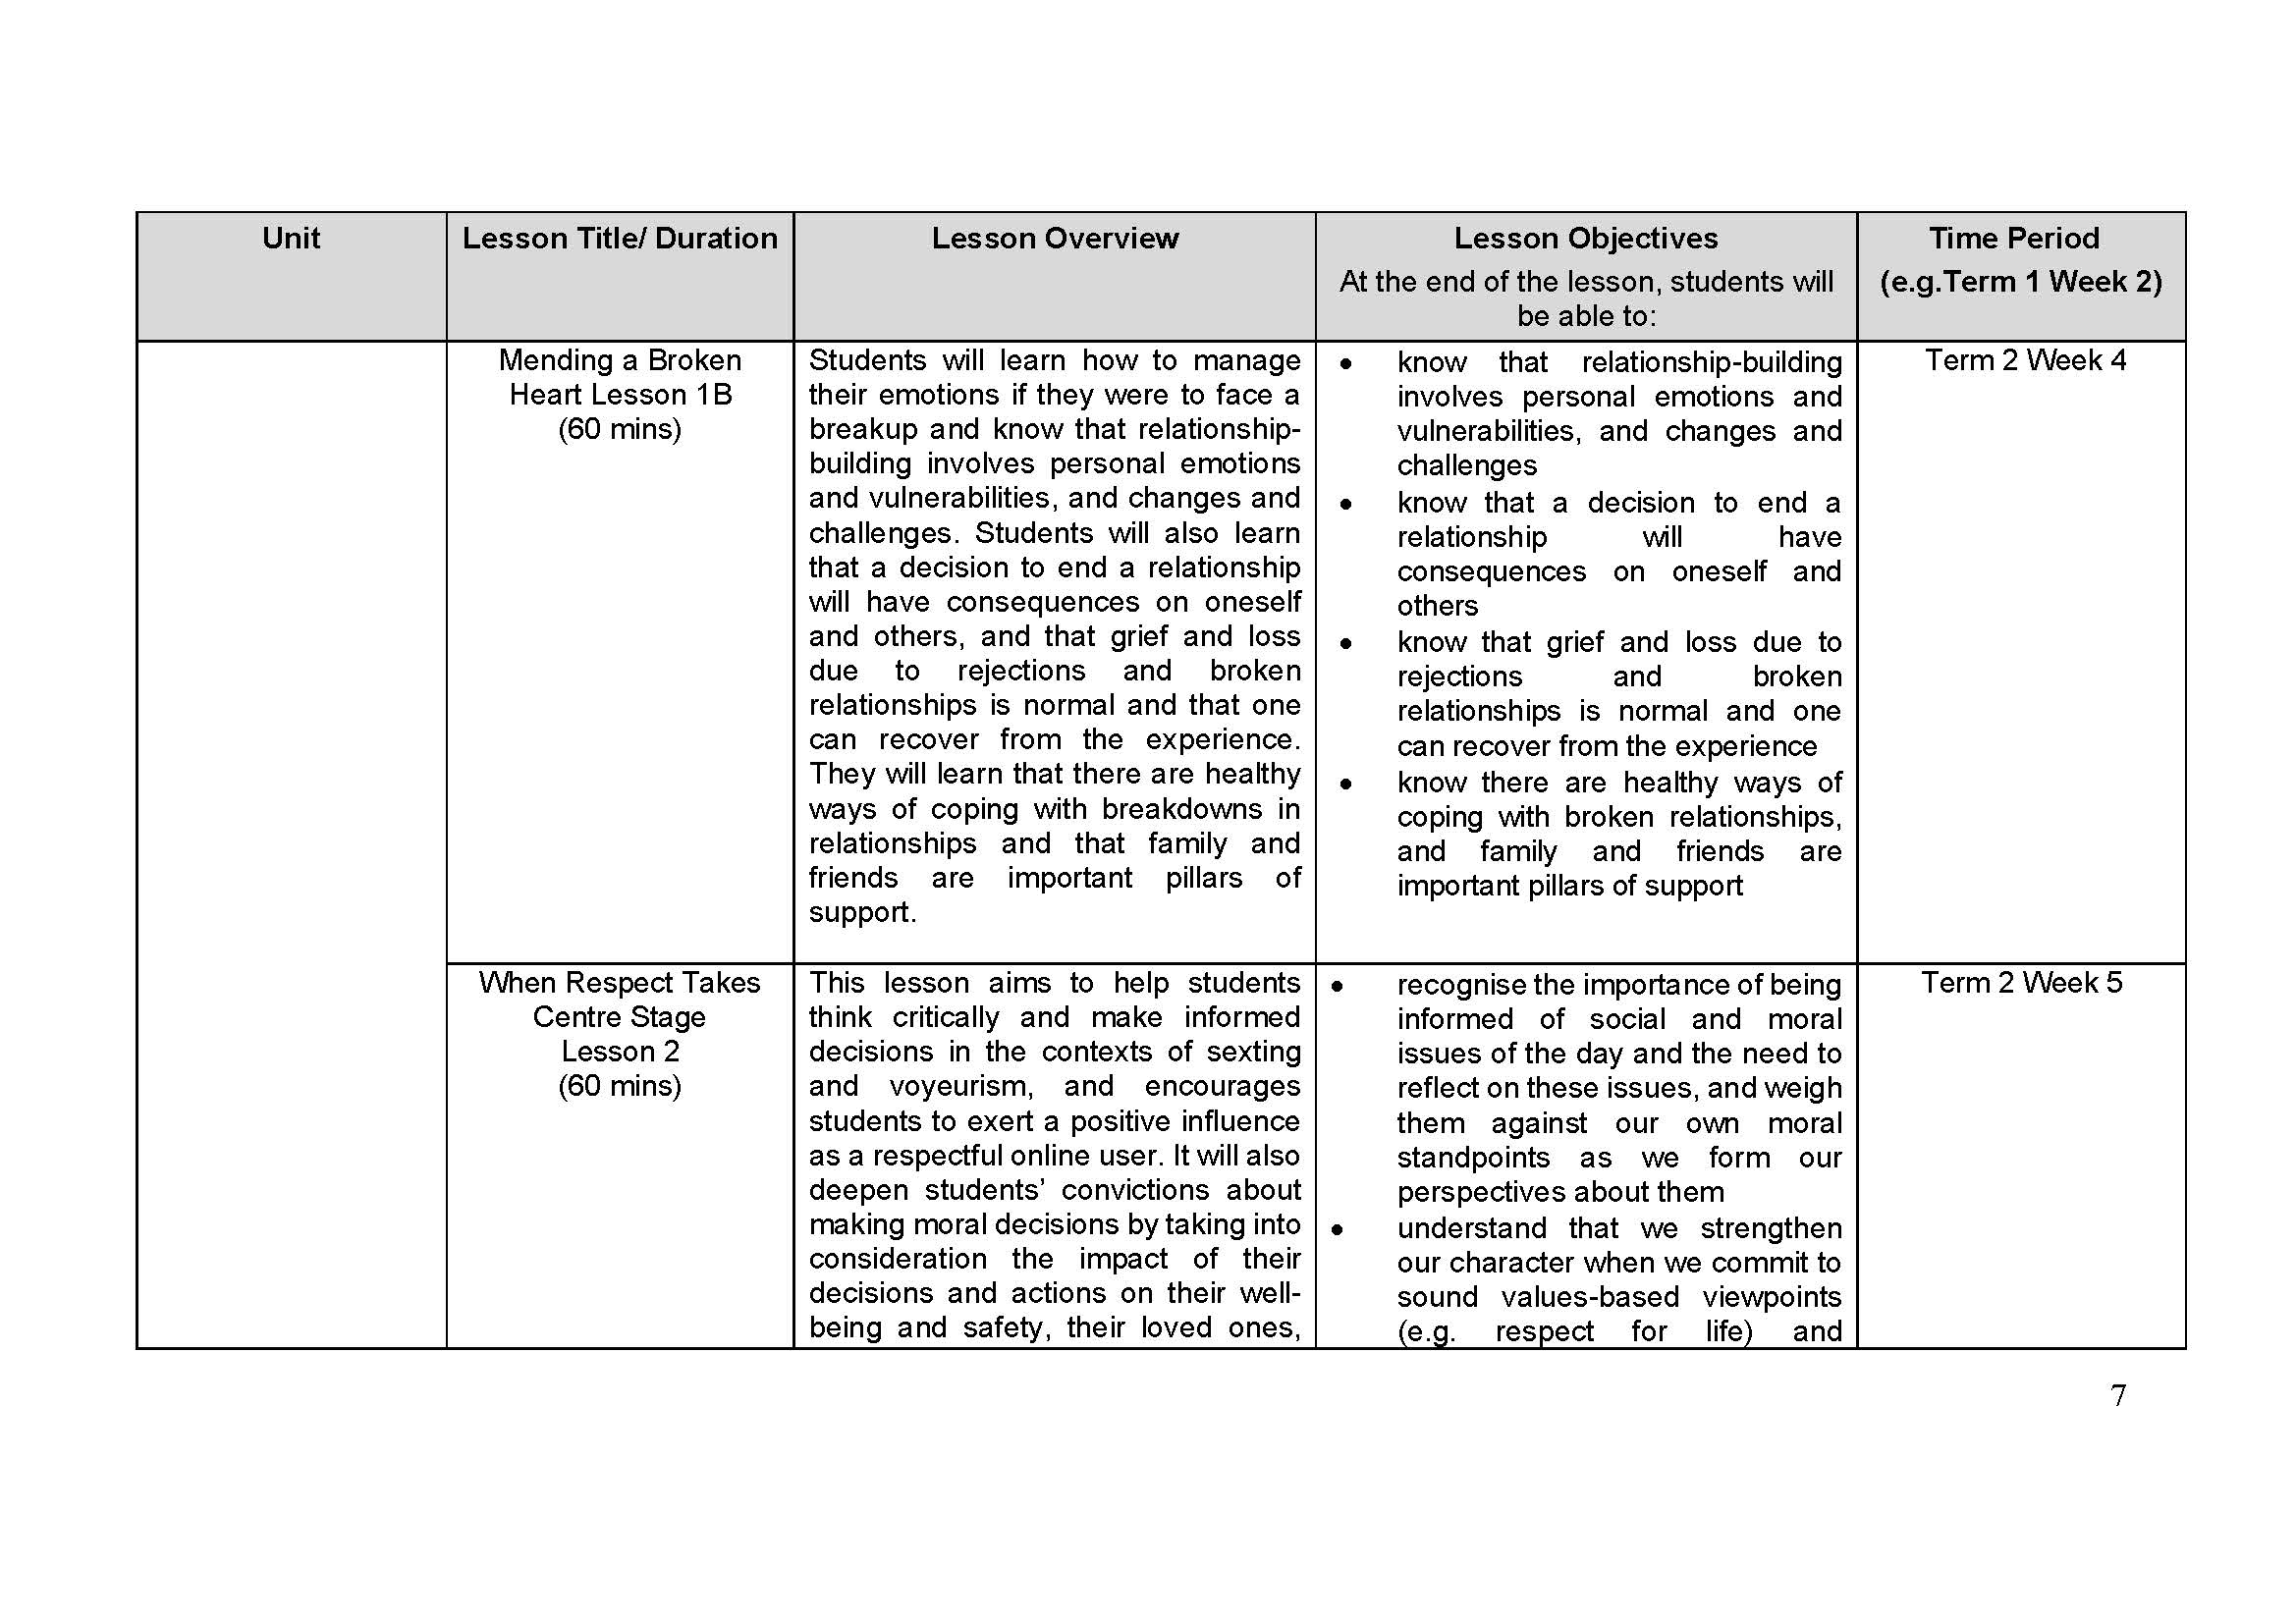 Unit
Lesson Title/ Duration
Lesson Overview
Lesson Objectives
At the end of the lesson, students will
be able to:
Time Period
(e.g.Term 1 Week 2)
Mending a Broken
Heart Lesson 1B
(60 mins)
Students will learn how to manage
their emotions if they were to face a
breakup and know that relationship-
building involves personal emotions
and vulnerabilities, and changes and
challenges. Students will also learn
that a decision to end a relationship
will have consequences on oneself
and others, and that grief and loss
due to rejections and broken
relationships is normal and that one
can recover from the experience.
They will learn that there are healthy
ways of coping with breakdowns in
relationships and that family and
friends are important pillars of
support.
• know that relationship-building
involves personal emotions and
vulnerabilities, and changes and
challenges
• know that a decision to end a
relationship will have
consequences on oneself and
others
• know that grief and loss due to
rejections and broken
relationships is normal and one
can recover from the experience
• know there are healthy ways of
coping with broken relationships,
and family and friends are
important pillars of support
Term 2 Week 4
When Respect Takes
Centre Stage
Lesson 2
(60 mins)
This lesson aims to help students
think critically and make informed
decisions in the contexts of sexting
and voyeurism, and encourages
students to exert a positive influence
as a respectful online user. It will also
deepen students’ convictions about
making moral decisions by taking into
consideration the impact of their
decisions and actions on their well-
being and safety, their loved ones,
• recognise the importance of being
informed of social and moral
issues of the day and the need to
reflect on these issues, and weigh
them against our own moral
standpoints as we form our
perspectives about them
• understand that we strengthen
our character when we commit to
sound values-based viewpoints
(e.g. respect for life) and
Term 2 Week 5
7